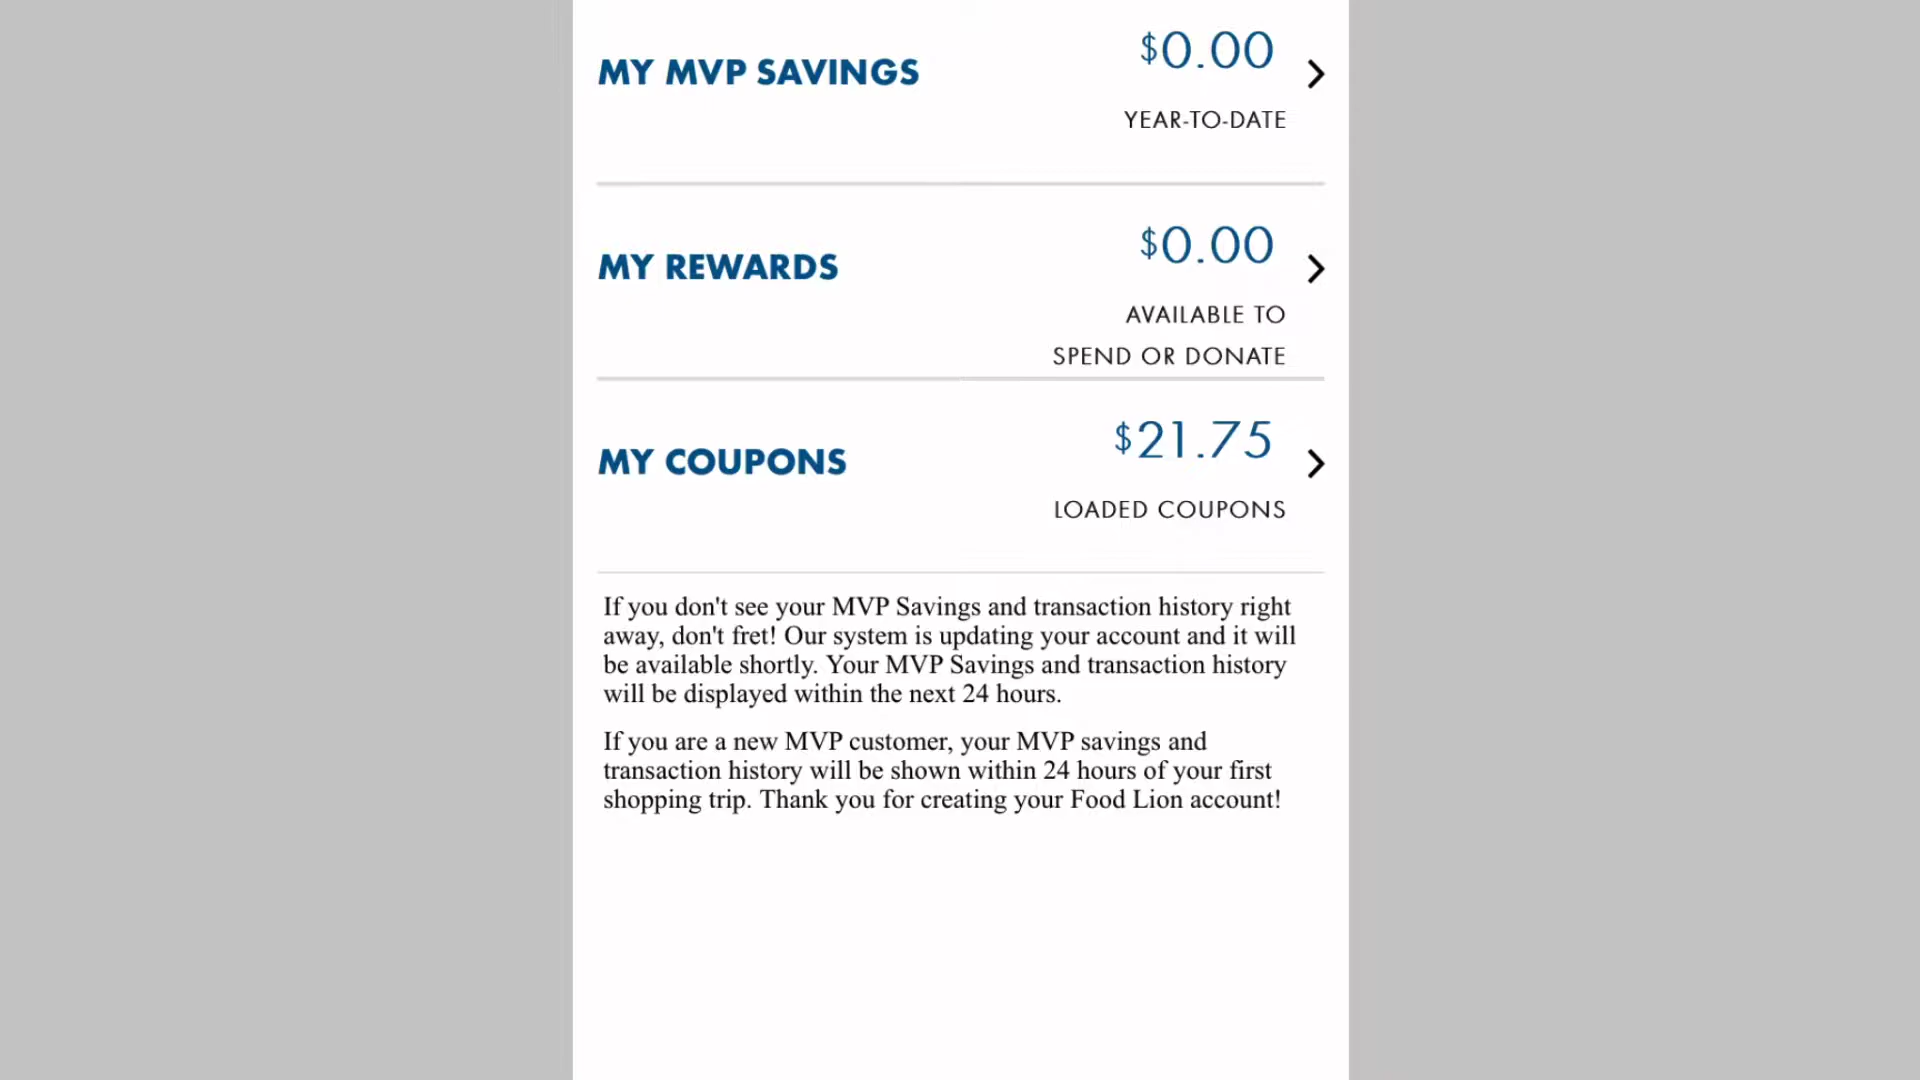 MY MVP SAVINGS
$0.00
YEAR-TO-DATE
MY REWARDS
$0.00
AVAILABLE TO
SPEND OR DONATE
MY COUPONS
$21.75
LOADED COUPONS
If you don't see your MVP Savings and transaction history right
away, don't fret! Our system is updating your account and it will
be available shortly. Your MVP Savings and transaction history
will be displayed within the next 24 hours.
If you are a new MVP customer, your MVP savings and
transaction history will be shown within 24 hours of your first
shopping trip. Thank you for creating your Food Lion account!